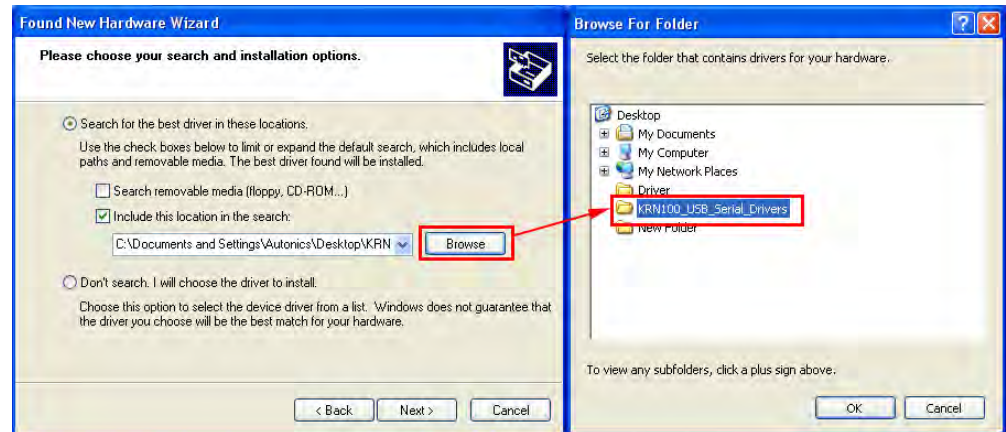 Found New Hardware Wizard
Please choose your search and installation options.
Search for the best driver in these locations.
Use the check boxes below to limit or expand the default search, which includes local
paths and removable media. The best driver found will be installed.
Search removable media (floppy, CD-ROM...)
Include this location in the search:
C:\Documents and Settings\Autonics\Desktop\KRN
Browse
Don't search. I will choose the driver to install.
Choose this option to select the device driver from a list. Windows does not guarantee that
the driver you choose will be the best match for your hardware.
< Back
Next >
Cancel
Browse For Folder
Select the folder that contains drivers for your hardware.
Desktop
My Documents
My Computer
My Network Places
Driver
KRN100_USB_Serial_Drivers
New Folder
To view any subfolders, click a plus sign above.
OK
Cancel